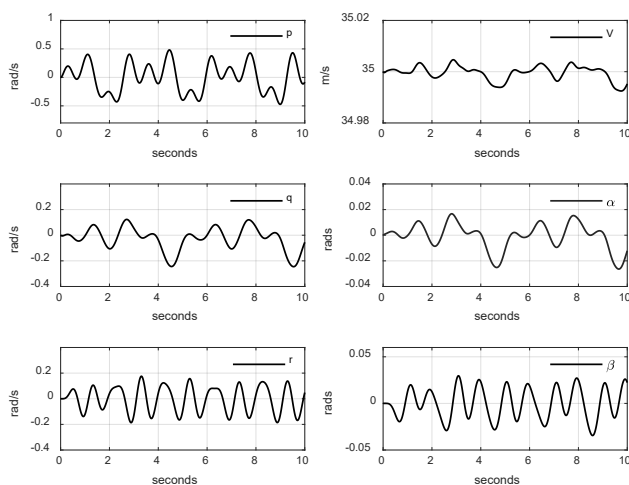 p
1
0.5
0
-0.5
rad/s
0 2 4 6 8 10
seconds
V
35.02
35
34.98
m/s
0 2 4 6 8 10
seconds
q
0.2
0
-0.2
-0.4
rad/s
0 2 4 6 8 10
seconds
α
0.04
0.02
0
-0.02
-0.04
rads
0 2 4 6 8 10
seconds
r
0.2
0
-0.2
-0.4
rad/s
0 2 4 6 8 10
seconds
β
0.05
0
-0.05
rads
0 2 4 6 8 10
seconds